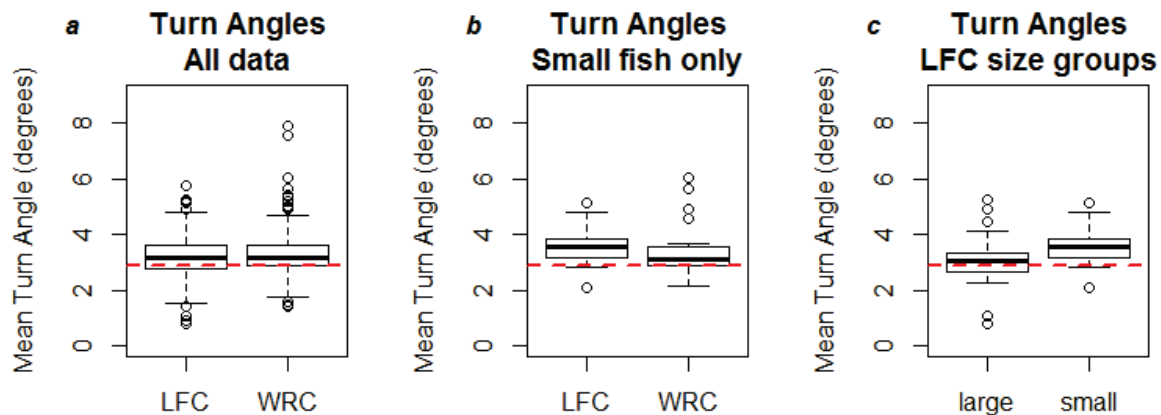 a
Turn Angles
All data
Mean Turn Angle (degrees)
8
6
4
2
0
LFC WRC
b
Turn Angles
Small fish only
Mean Turn Angle (degrees)
8
6
4
2
0
LFC WRC
c
Turn Angles
LFC size groups
Mean Turn Angle (degrees)
8
6
4
2
0
large small